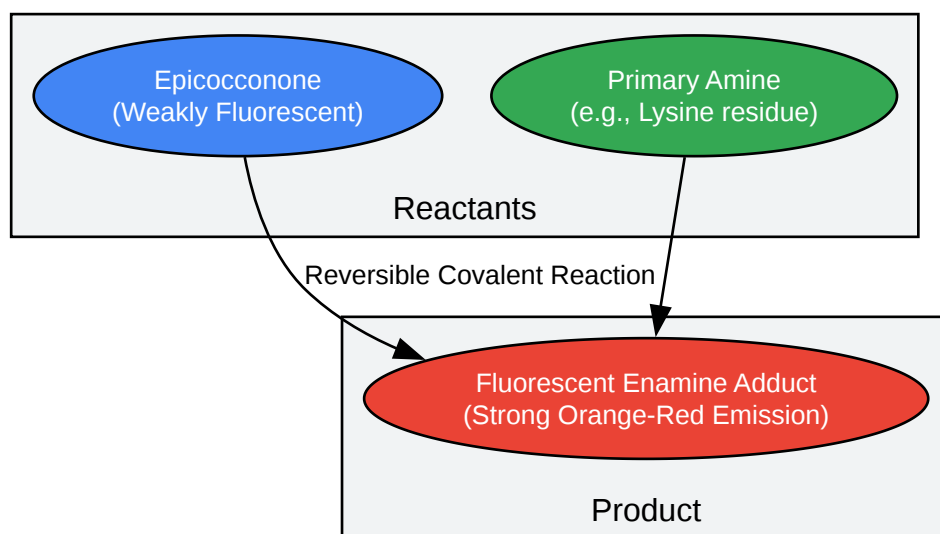 Epicocconone
(Weakly Fluorescent)
Primary Amine
(e.g., Lysine residue)
Reactants
Reversible Covalent Reaction
Fluorescent Enamine Adduct
(Strong Orange-Red Emission)
Product